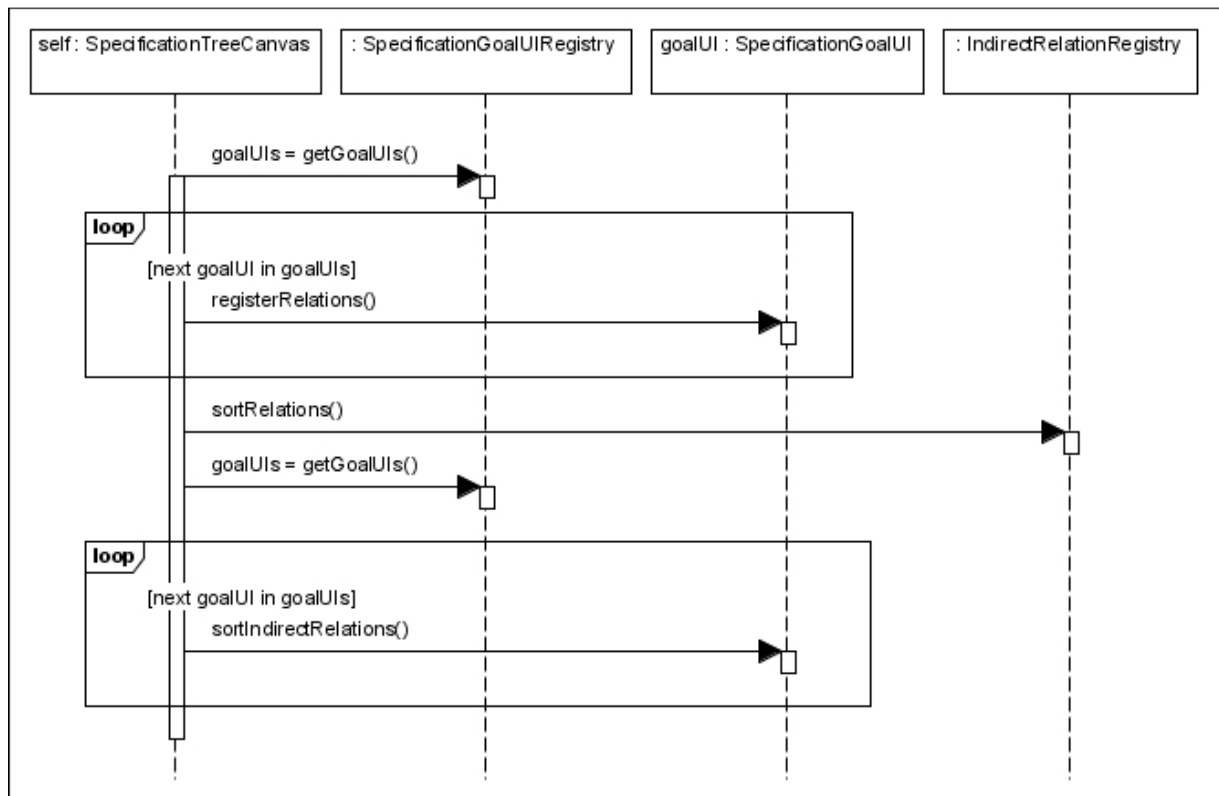 self : SpecificationTreeCanvas
: SpecificationGoalUIRegistry
goalUI : SpecificationGoalUI
: IndirectRelationRegistry
goalUIs = getGoalUIs()
loop
[next goalUI in goalUIs]
registerRelations()
sortRelations()
goalUIs = getGoalUIs()
loop
[next goalUI in goalUIs]
sortIndirectRelations()